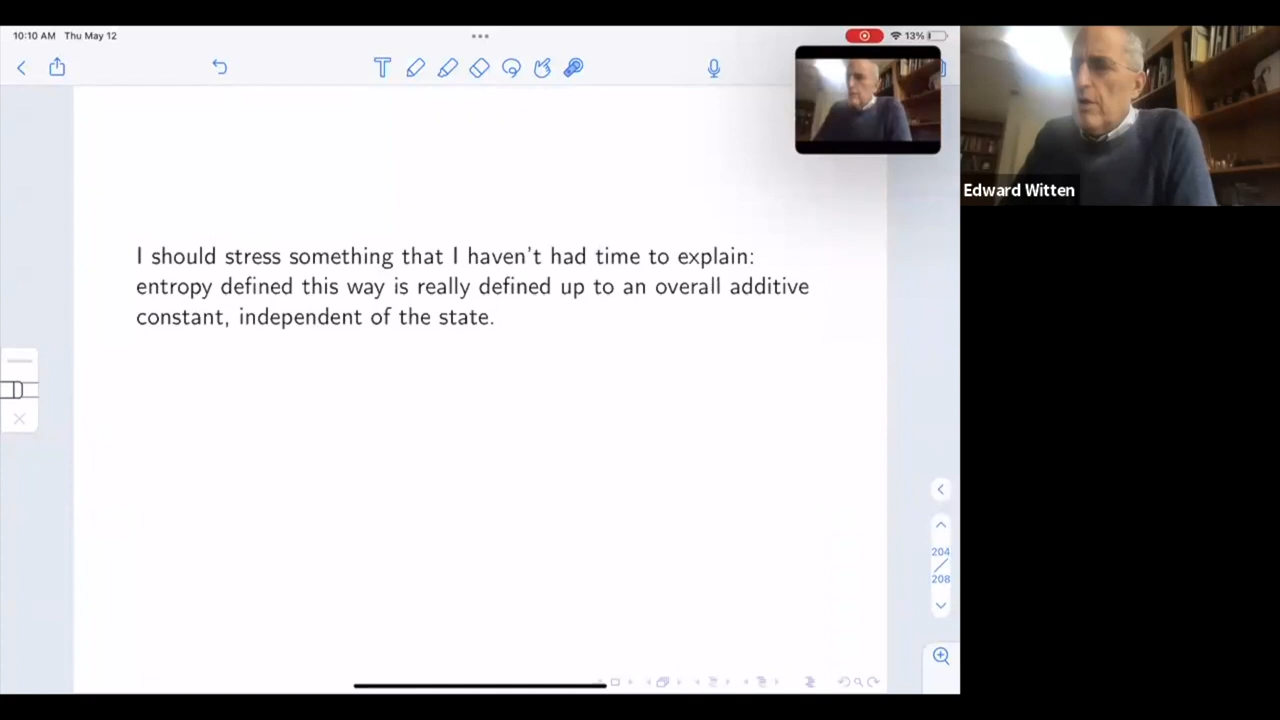 10:10 AM Thu May 12
13%
I should stress something that I haven't had time to explain:
entropy defined this way is really defined up to an overall additive
constant, independent of the state.
204
208
Edward Witten